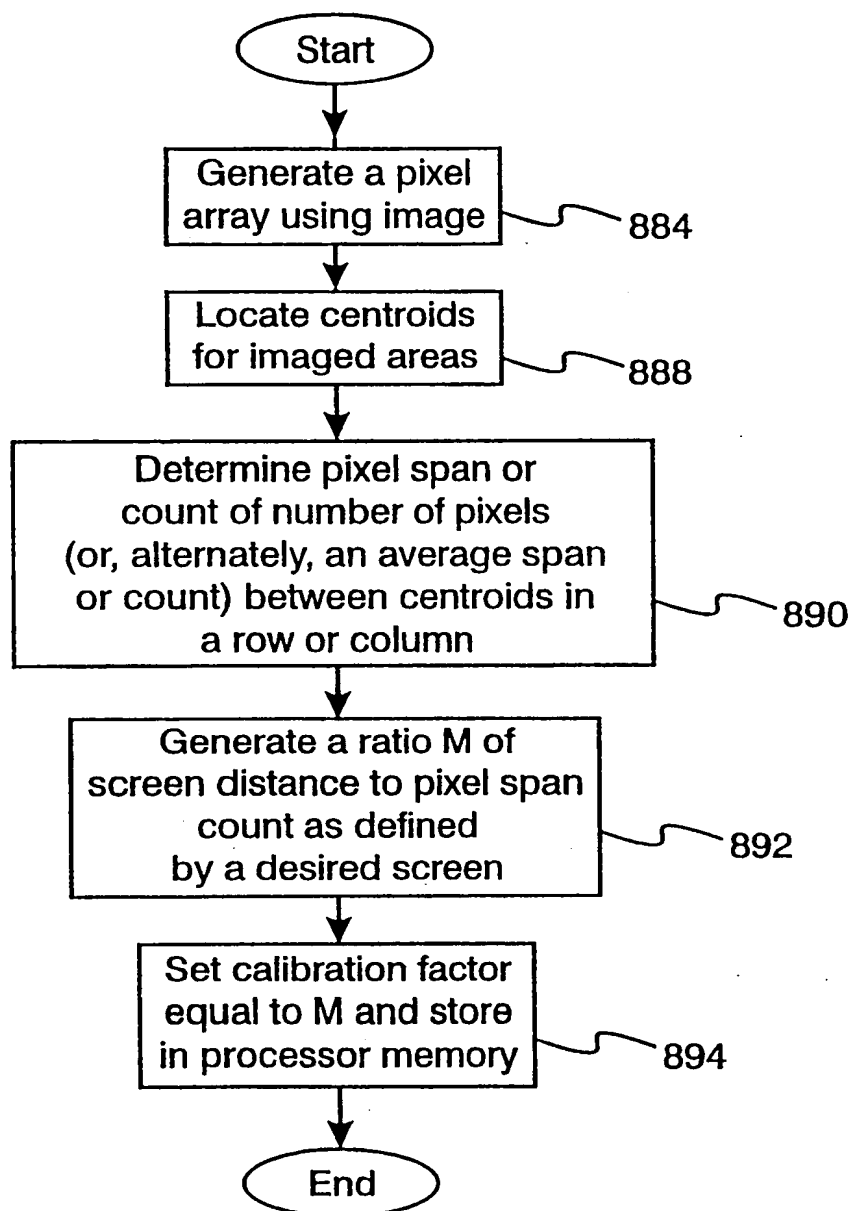 Start
Generate a pixel
array using image
884
Locate centroids
for imaged areas
888
Determine pixel span or
count of number of pixels
(or, alternately, an average span
or count) between centroids in
a row or column
890
Generate a ratio M of
screen distance to pixel span
count as defined
by a desired screen
892
Set calibration factor
equal to M and store
in processor memory
894
End